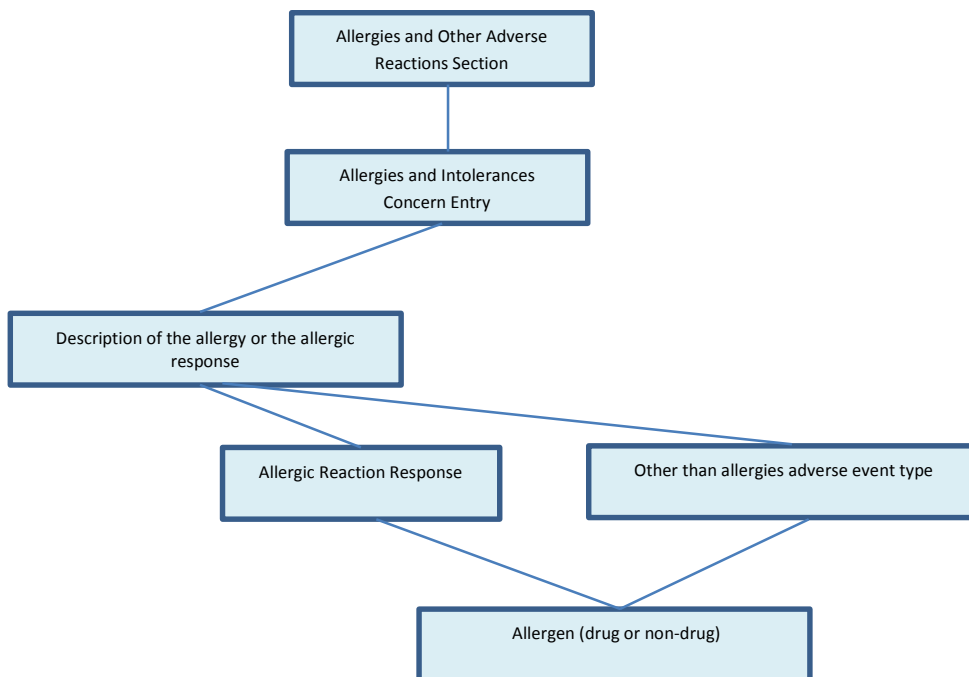 Allergies and Other Adverse
Reactions Section
Allergies and Intolerances
Concern Entry
Description of the allergy or the allergic
response
Allergic Reaction Response
Other than allergies adverse event type
Allergen (drug or non-drug)